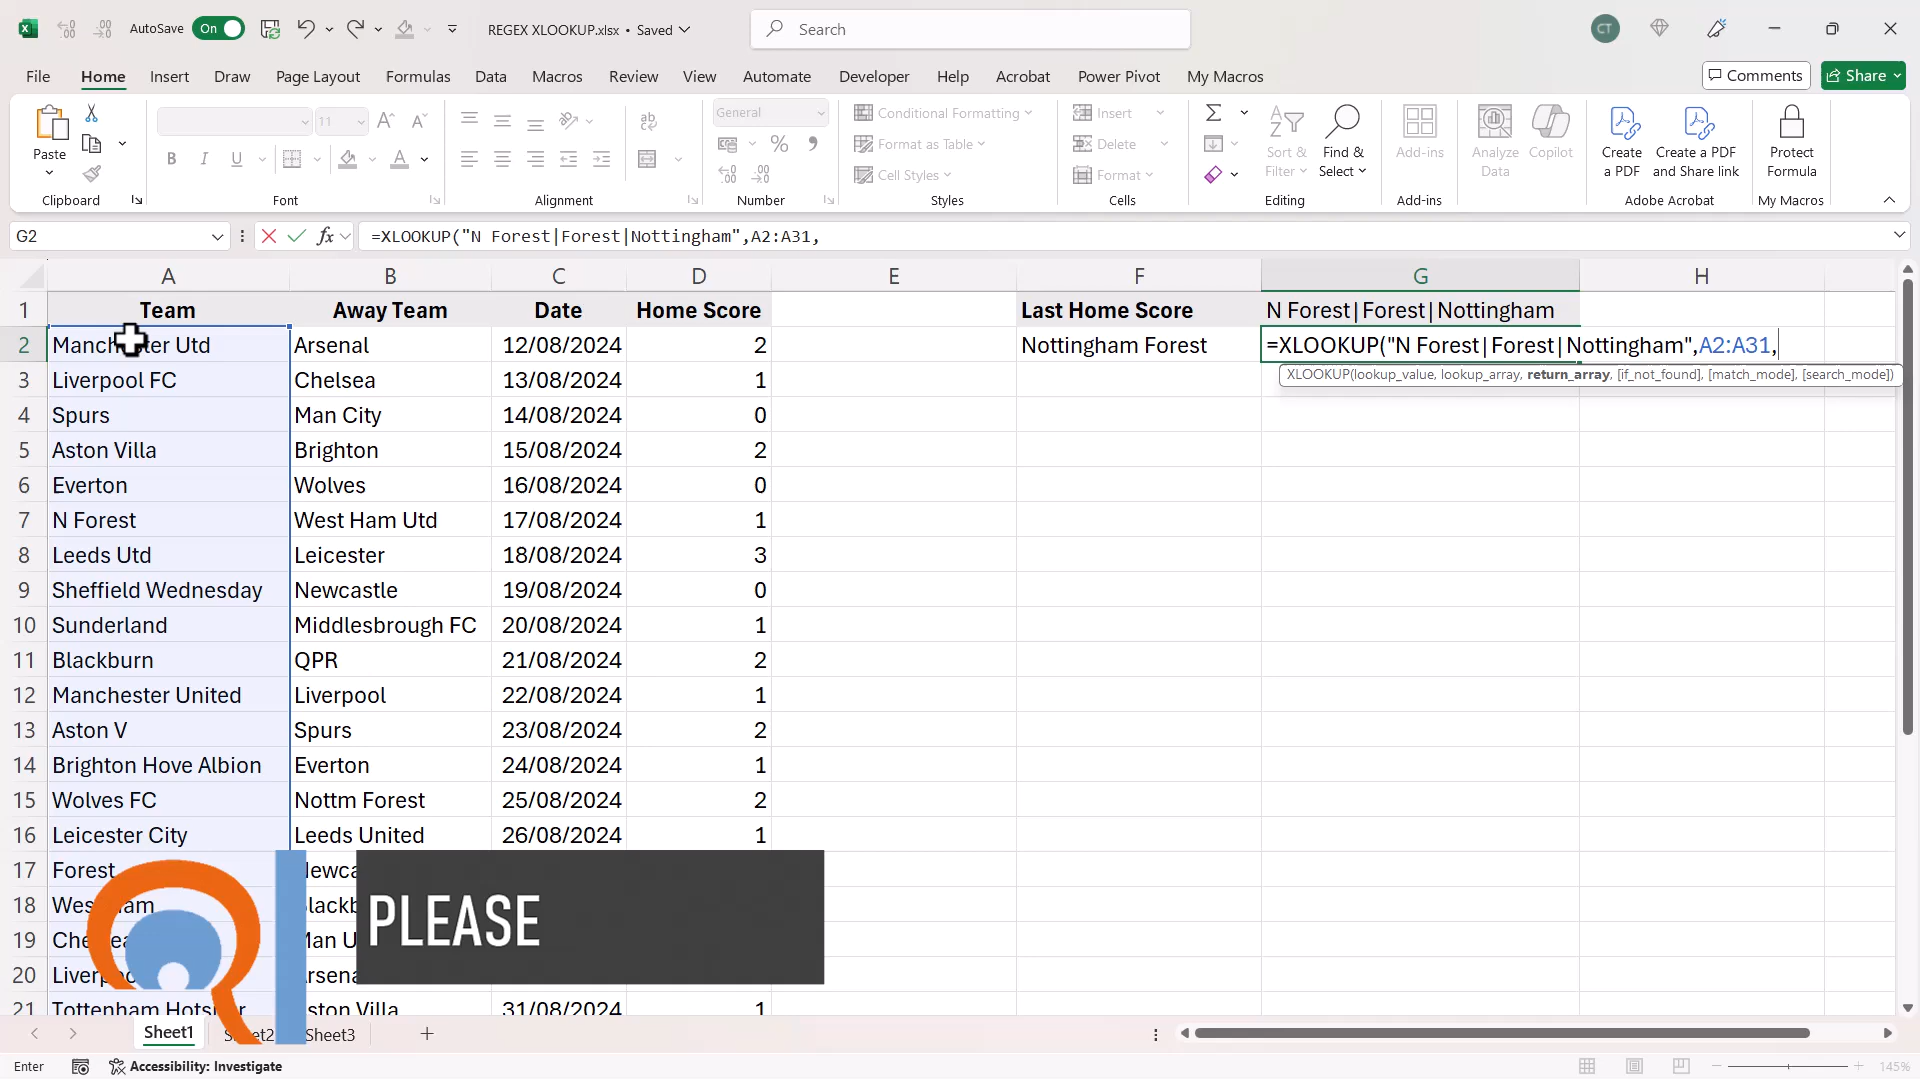 AutoSave On REGEX XLOOKUP.xlsx • Saved Search CT
File Home Insert Draw Page Layout Formulas Data Macros Review View Automate Developer Help Acrobat Power Pivot My Macros Comments Share
Paste
Clipboard
11
Font
ab
Alignment
General
Number
Conditional Formatting
Format as Table
Cell Styles
Styles
Insert
Delete
Format
Cells
Sort & Filter
Find & Select
Editing
Add-ins
Add-ins
Analyze Data
Copilot
Create a PDF
Create a PDF and Share link
Adobe Acrobat
Protect Formula
My Macros
G2 fx =XLOOKUP("N Forest|Forest|Nottingham",A2:A31,
A B C D E F G H
1 Team Away Team Date Home Score Last Home Score N Forest|Forest|Nottingham
2 Arsenal 12/08/2024 2 Nottingham Forest =XLOOKUP("N Forest|Forest|Nottingham",A2:A31,
XLOOKUP(lookup_value, lookup_array, return_array, [if_not_found], [match_mode], [search_mode])
3 Liverpool FC Chelsea 13/08/2024 1
4 Spurs Man City 14/08/2024 0
5 Aston Villa Brighton 15/08/2024 2
6 Everton Wolves 16/08/2024 0
7 N Forest West Ham Utd 17/08/2024 1
8 Leeds Utd Leicester 18/08/2024 3
9 Sheffield Wednesday Newcastle 19/08/2024 0
10 Sunderland Middlesbrough FC 20/08/2024 1
11 Blackburn QPR 21/08/2024 2
12 Manchester United Liverpool 22/08/2024 1
13 Aston V Spurs 23/08/2024 2
14 Brighton Hove Albion Everton 24/08/2024 1
15 Wolves FC Nottm Forest 25/08/2024 2
16 Leicester City Leeds United 26/08/2024 1
17 Forest
18
19
20
21 Tottenham Aston Villa 31/08/2024 1
PLEASE
Sheet1 Sheet2 Sheet3
Enter Accessibility: Investigate 145%